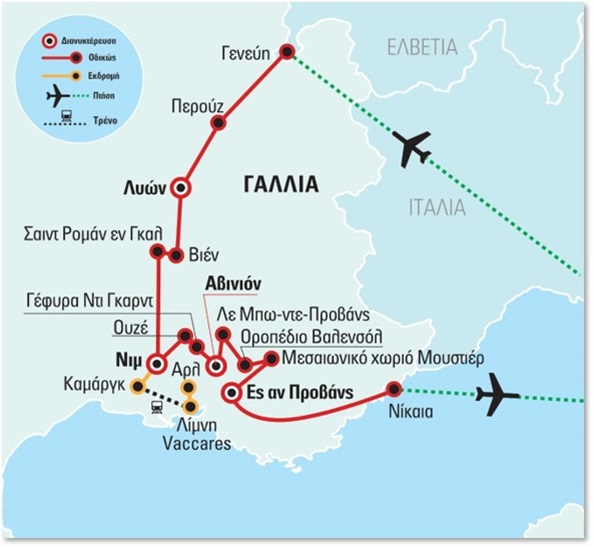 Διανυκτέρευση
Οδικώς
Εκδρομή
Πτήση
Τρένο
Γενεύη
ΕΛΒΕΤΙΑ
Περούζ
Λυών
ΓΑΛΛΙΑ
ΙΤΑΛΙΑ
Σαιντ Ρομάν εν Γκαλ
Βιέν
Αβινιόν
Γέφυρα Ντι Γκαρντ
Λε Μπω-ντε-Προβάνς
Ουζέ
Οροπέδιο Βαλενσόλ
Μεσαιωνικό χωριό Μουστιέρ
Νιμ
Αρλ
Καμάργκ
Ες αν Προβάνς
Νίκαια
Λίμνη
Vaccares